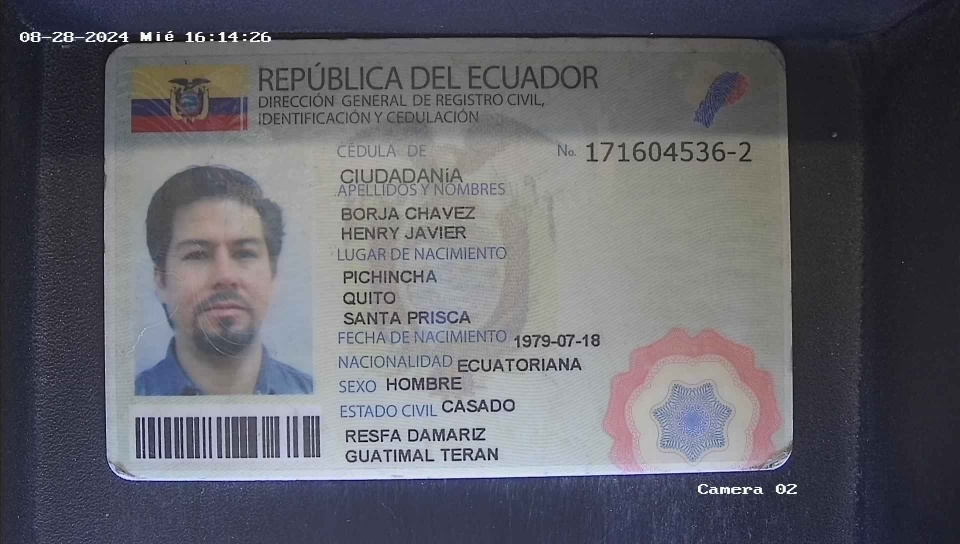 08-28-2024 Mié 16:14:26
REPÚBLICA DEL ECUADOR
DIRECCIÓN GENERAL DE REGISTRO CIVIL,
IDENTIFICACIÓN Y CEDULACIÓN
CÉDULA DE No. 171604536-2
CIUDADANíA
APELLIDOS Y NOMBRES
BORJA CHAVEZ
HENRY JAVIER
LUGAR DE NACIMIENTO
PICHINCHA
QUITO
SANTA PRISCA
FECHA DE NACIMIENTO 1979-07-18
NACIONALIDAD ECUATORIANA
SEXO HOMBRE
ESTADO CIVIL CASADO
RESFA DAMARIZ
GUATIMAL TERAN
Camera 02